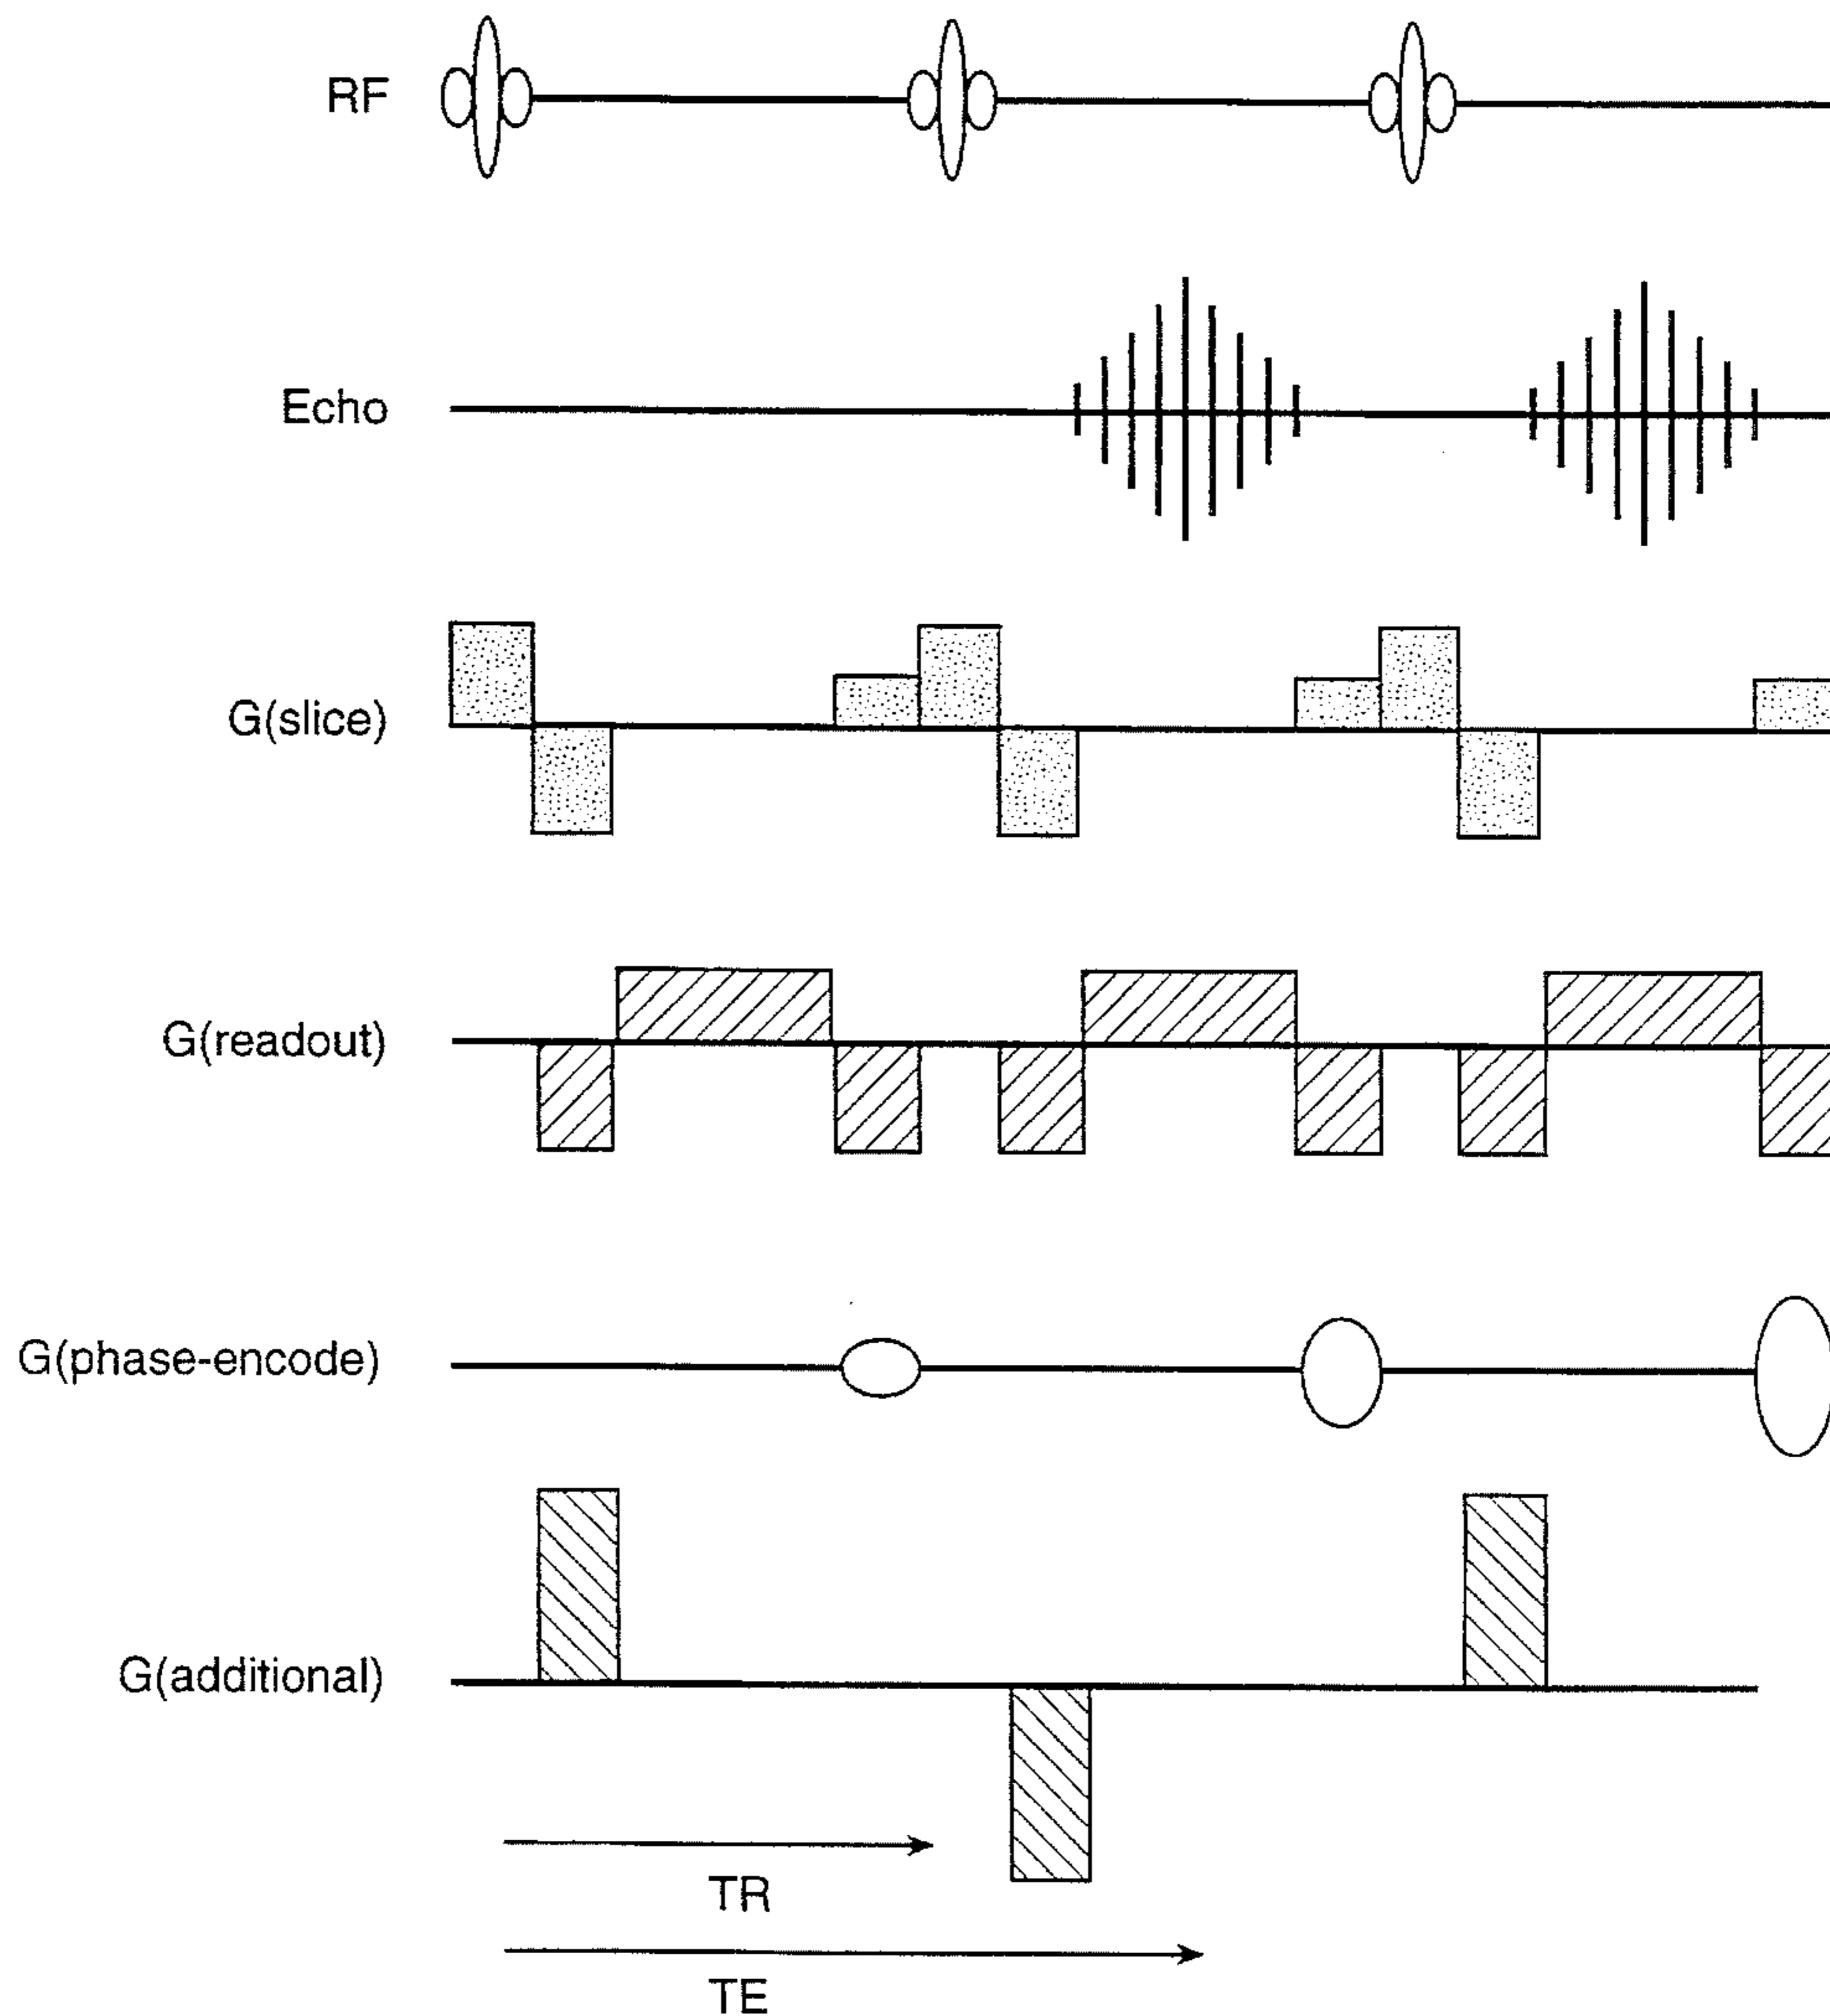 RF
Echo
G(slice)
G(readout)
G(phase-encode)
G(additional)
TR
TE